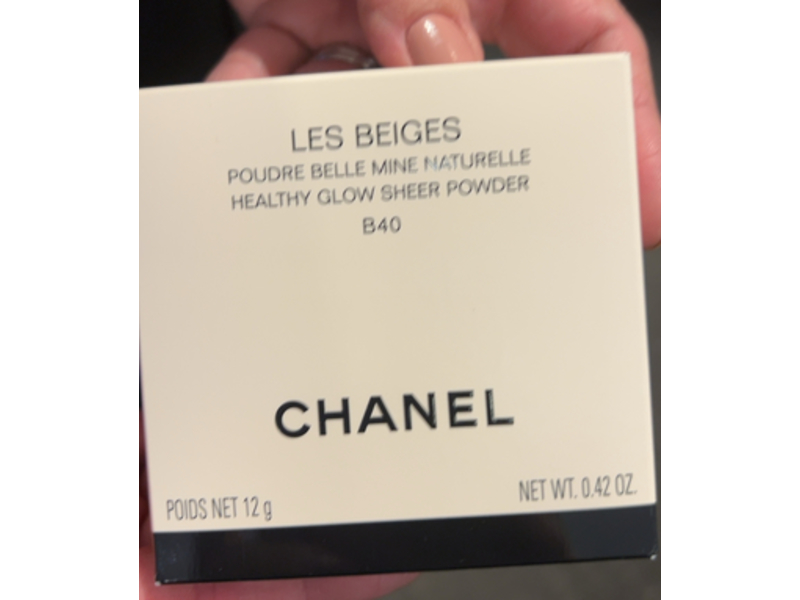 LES BEIGES
POUDRE BELLE MINE NATURELLE
HEALTHY GLOW SHEER POWDER
B40
CHANEL
POIDS NET 12 g
NET WT. 0.42 OZ.